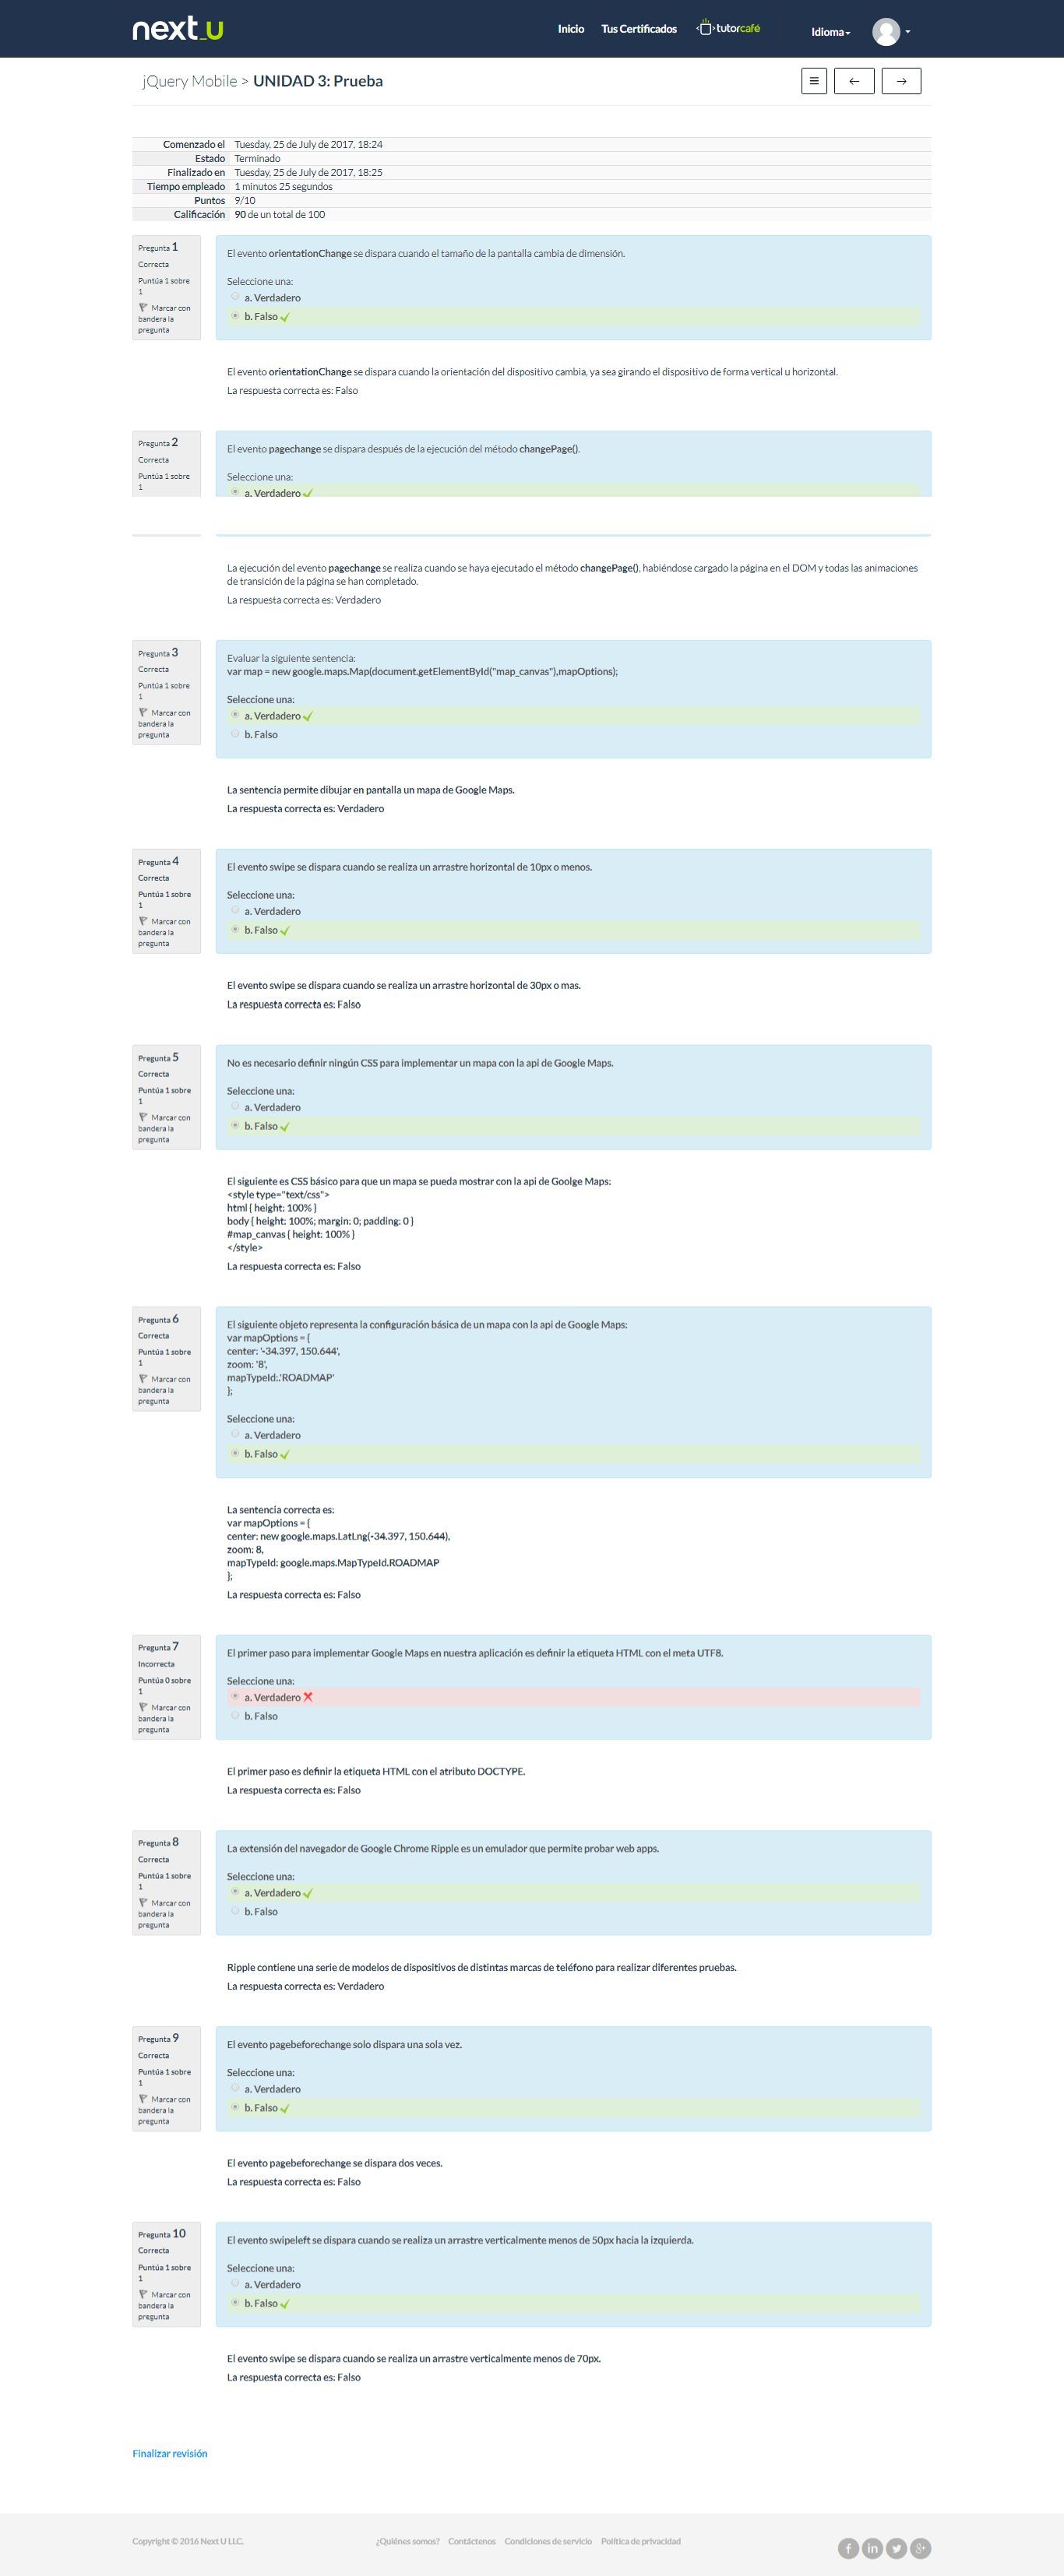 next_U
Inicio Tus Certificados tutorcafé Idioma
jQuery Mobile > UNIDAD 3: Prueba
Comenzado el Tuesday, 25 de July de 2017, 18:24
Estado Terminado
Finalizado en Tuesday, 25 de July de 2017, 18:25
Tiempo empleado 1 minutos 25 segundos
Puntos 9/10
Calificación 90 de un total de 100
Pregunta 1
Correcta
Puntúa 1 sobre
1
Marcar con
bandera la
pregunta
El evento orientationChange se dispara cuando el tamaño de la pantalla cambia de dimensión.
Seleccione una:
a. Verdadero
b. Falso
El evento orientationChange se dispara cuando la orientación del dispositivo cambia, ya sea girando el dispositivo de forma vertical u horizontal.
La respuesta correcta es: Falso
Pregunta 2
Correcta
Puntúa 1 sobre
1
El evento pagechange se dispara después de la ejecución del método changePage().
Seleccione una:
a. Verdadero
La ejecución del evento pagechange se realiza cuando se haya ejecutado el método changePage(), habiéndose cargado la página en el DOM y todas las animaciones
de transición de la página se han completado.
La respuesta correcta es: Verdadero
Pregunta 3
Correcta
Puntúa 1 sobre
1
Marcar con
bandera la
pregunta
Evaluar la siguiente sentencia:
var map = new google.maps.Map(document.getElementById("map_canvas"),mapOptions);
Seleccione una:
a. Verdadero
b. Falso
La sentencia permite dibujar en pantalla un mapa de Google Maps.
La respuesta correcta es: Verdadero
Pregunta 4
Correcta
Puntúa 1 sobre
1
Marcar con
bandera la
pregunta
El evento swipe se dispara cuando se realiza un arrastre horizontal de 10px o menos.
Seleccione una:
a. Verdadero
b. Falso
El evento swipe se dispara cuando se realiza un arrastre horizontal de 30px o mas.
La respuesta correcta es: Falso
Pregunta 5
Correcta
Puntúa 1 sobre
1
Marcar con
bandera la
pregunta
No es necesario definir ningún CSS para implementar un mapa con la api de Google Maps.
Seleccione una:
a. Verdadero
b. Falso
El siguiente es CSS básico para que un mapa se pueda mostrar con la api de Goolge Maps:
<style type="text/css">
html { height: 100% }
body { height: 100%; margin: 0; padding: 0 }
#map_canvas { height: 100% }
</style>
La respuesta correcta es: Falso
Pregunta 6
Correcta
Puntúa 1 sobre
1
Marcar con
bandera la
pregunta
El siguiente objeto representa la configuración básica de un mapa con la api de Google Maps:
var mapOptions = {
center: '-34.397, 150.644',
zoom: '8',
mapTypeId:.'ROADMAP'
};
Seleccione una:
a. Verdadero
b. Falso
La sentencia correcta es:
var mapOptions = {
center: new google.maps.LatLng(-34.397, 150.644),
zoom: 8,
mapTypeId: google.maps.MapTypeId.ROADMAP
};
La respuesta correcta es: Falso
Pregunta 7
Incorrecta
Puntúa 0 sobre
1
Marcar con
bandera la
pregunta
El primer paso para implementar Google Maps en nuestra aplicación es definir la etiqueta HTML con el meta UTF8.
Seleccione una:
a. Verdadero
b. Falso
El primer paso es definir la etiqueta HTML con el atributo DOCTYPE.
La respuesta correcta es: Falso
Pregunta 8
Correcta
Puntúa 1 sobre
1
Marcar con
bandera la
pregunta
La extensión del navegador de Google Chrome Ripple es un emulador que permite probar web apps.
Seleccione una:
a. Verdadero
b. Falso
Ripple contiene una serie de modelos de dispositivos de distintas marcas de teléfono para realizar diferentes pruebas.
La respuesta correcta es: Verdadero
Pregunta 9
Correcta
Puntúa 1 sobre
1
Marcar con
bandera la
pregunta
El evento pagebeforechange solo dispara una sola vez.
Seleccione una:
a. Verdadero
b. Falso
El evento pagebeforechange se dispara dos veces.
La respuesta correcta es: Falso
Pregunta 10
Correcta
Puntúa 1 sobre
1
Marcar con
bandera la
pregunta
El evento swipeleft se dispara cuando se realiza un arrastre verticalmente menos de 50px hacia la izquierda.
Seleccione una:
a. Verdadero
b. Falso
El evento swipe se dispara cuando se realiza un arrastre verticalmente menos de 70px.
La respuesta correcta es: Falso
Finalizar revisión
Copyright © 2016 Next U LLC. ¿Quiénes somos? Contáctenos Condiciones de servicio Política de privacidad